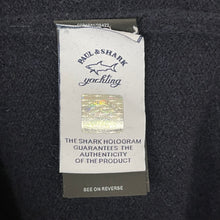 PAUL & SHARK
yachting
THE SHARK HOLOGRAM
GUARANTEES THE
AUTHENTICITY
OF THE PRODUCT
SEE ON REVERSE